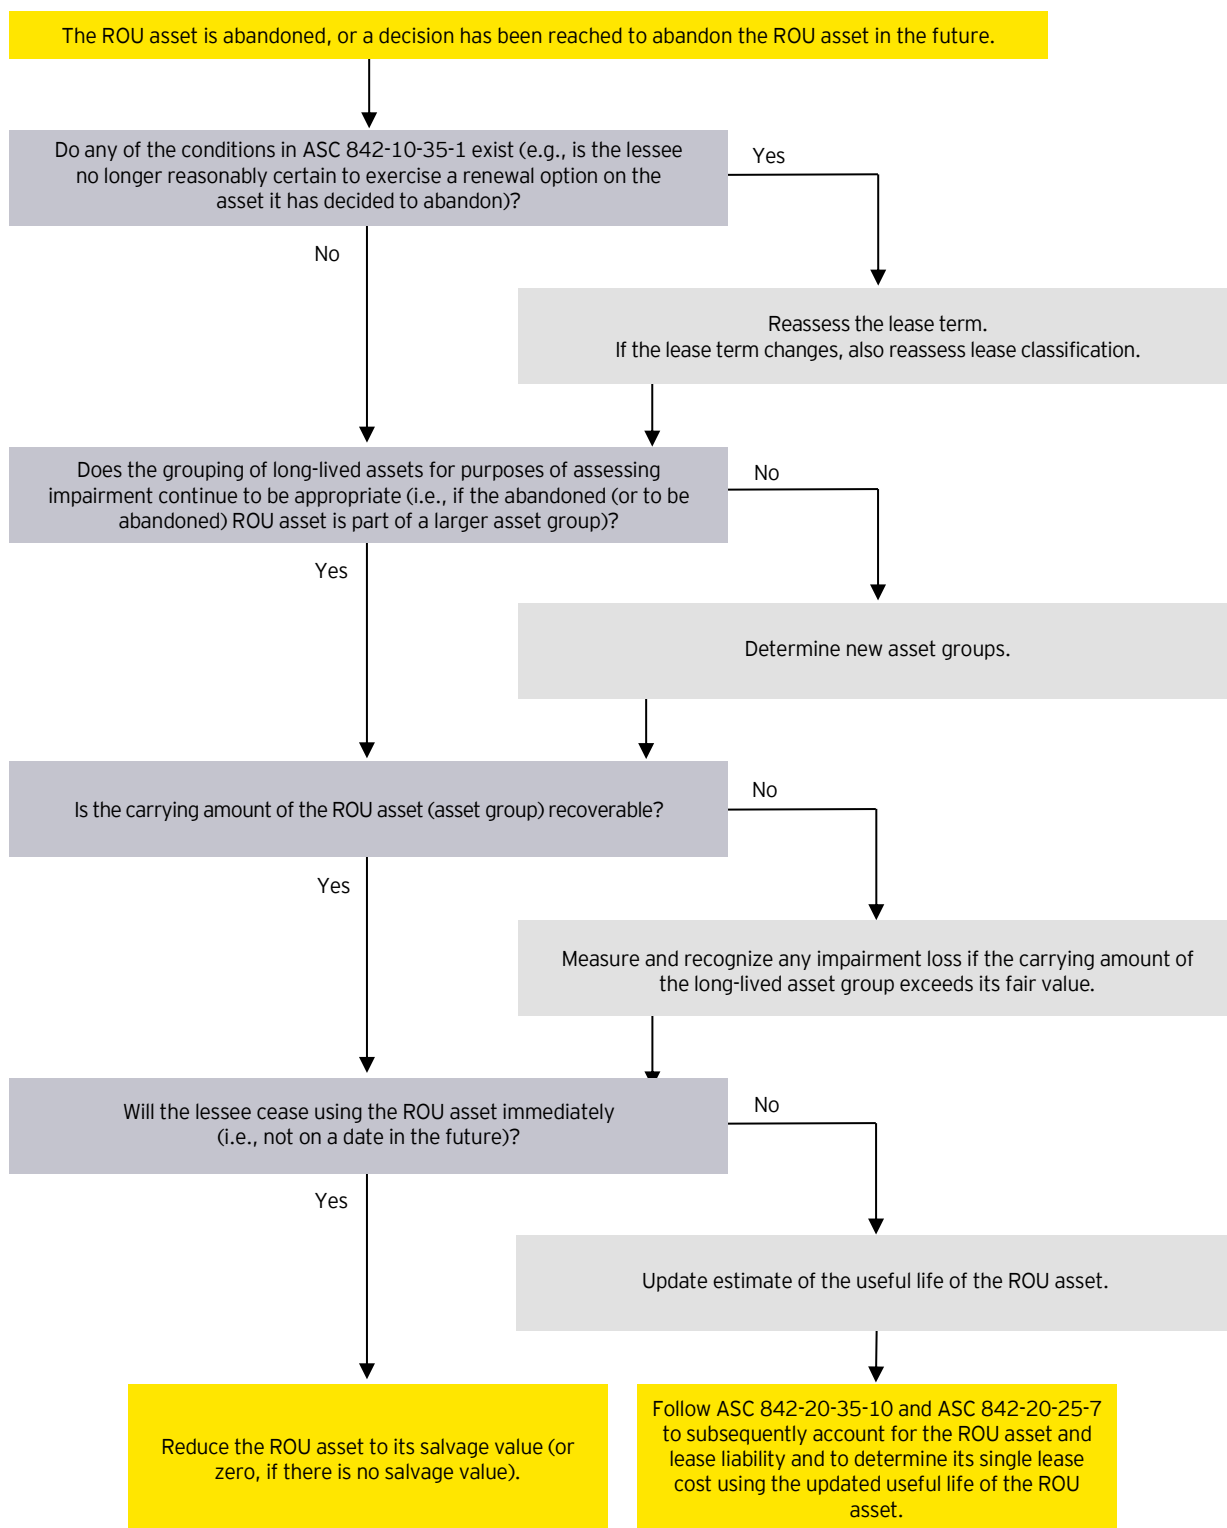 The ROU asset is abandoned, or a decision has been reached to abandon the ROU asset in the future.
Do any of the conditions in ASC 842-10-35-1 exist (e.g., is the lessee
no longer reasonably certain to exercise a renewal option on the
asset it has decided to abandon)?
Yes
No
Reassess the lease term.
If the lease term changes, also reassess lease classification.
Does the grouping of long-lived assets for purposes of assessing
impairment continue to be appropriate (i.e., if the abandoned (or to be
abandoned) ROU asset is part of a larger asset group)?
No
Yes
Determine new asset groups.
Is the carrying amount of the ROU asset (asset group) recoverable?
No
Yes
Measure and recognize any impairment loss if the carrying amount of
the long-lived asset group exceeds its fair value.
Will the lessee cease using the ROU asset immediately
(i.e., not on a date in the future)?
No
Yes
Update estimate of the useful life of the ROU asset.
Reduce the ROU asset to its salvage value (or
zero, if there is no salvage value).
Follow ASC 842-20-35-10 and ASC 842-20-25-7
to subsequently account for the ROU asset and
lease liability and to determine its single lease
cost using the updated useful life of the ROU
asset.